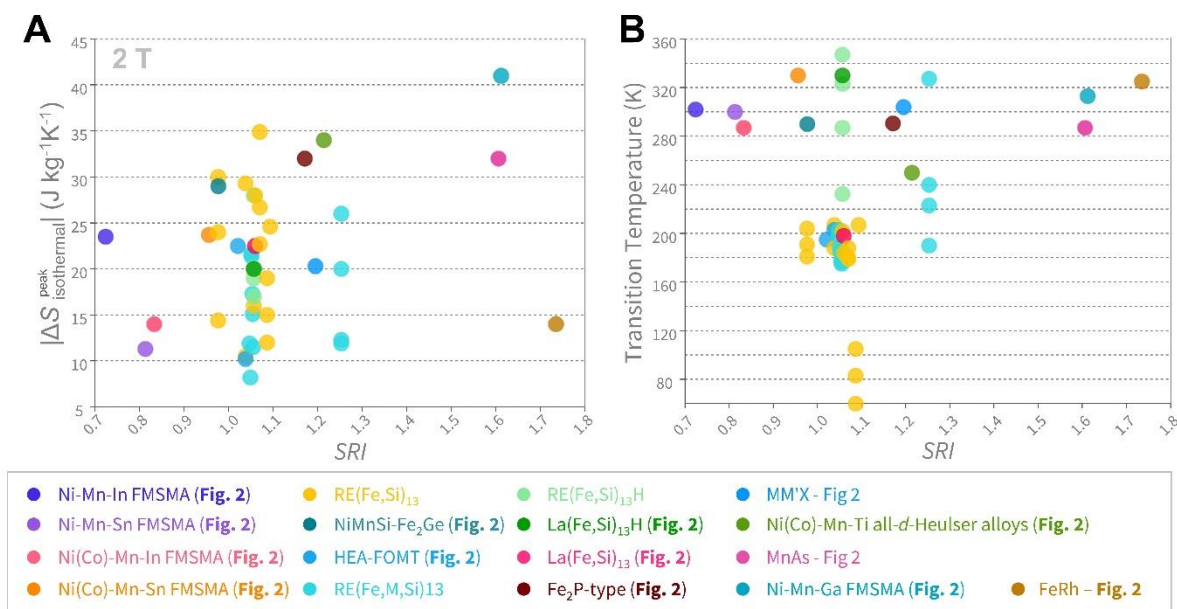 A
B
2 T
|ΔS peak isothermal| (J kg⁻¹K⁻¹)
45
40
35
30
25
20
15
10
5
0.7 0.8 0.9 1.0 1.1 1.2 1.3 1.4 1.5 1.6 1.7 1.8
SRI
Transition Temperature (K)
360
320
280
240
200
160
120
80
0.7 0.8 0.9 1.0 1.1 1.2 1.3 1.4 1.5 1.6 1.7 1.8
SRI
Ni-Mn-In FMSMA (Fig. 2)
Ni-Mn-Sn FMSMA (Fig. 2)
Ni(Co)-Mn-In FMSMA (Fig. 2)
Ni(Co)-Mn-Sn FMSMA (Fig. 2)
RE(Fe,Si)₁₃
NiMnSi-Fe₂Ge (Fig. 2)
HEA-FOMT (Fig. 2)
RE(Fe,M,Si)13
RE(Fe,Si)₁₃H
La(Fe,Si)₁₃H (Fig. 2)
La(Fe,Si)₁₃ (Fig. 2)
Fe₂P-type (Fig. 2)
MM'X - Fig 2
Ni(Co)-Mn-Ti all-d-Heulser alloys (Fig. 2)
MnAs - Fig 2
Ni-Mn-Ga FMSMA (Fig. 2)
FeRh – Fig. 2